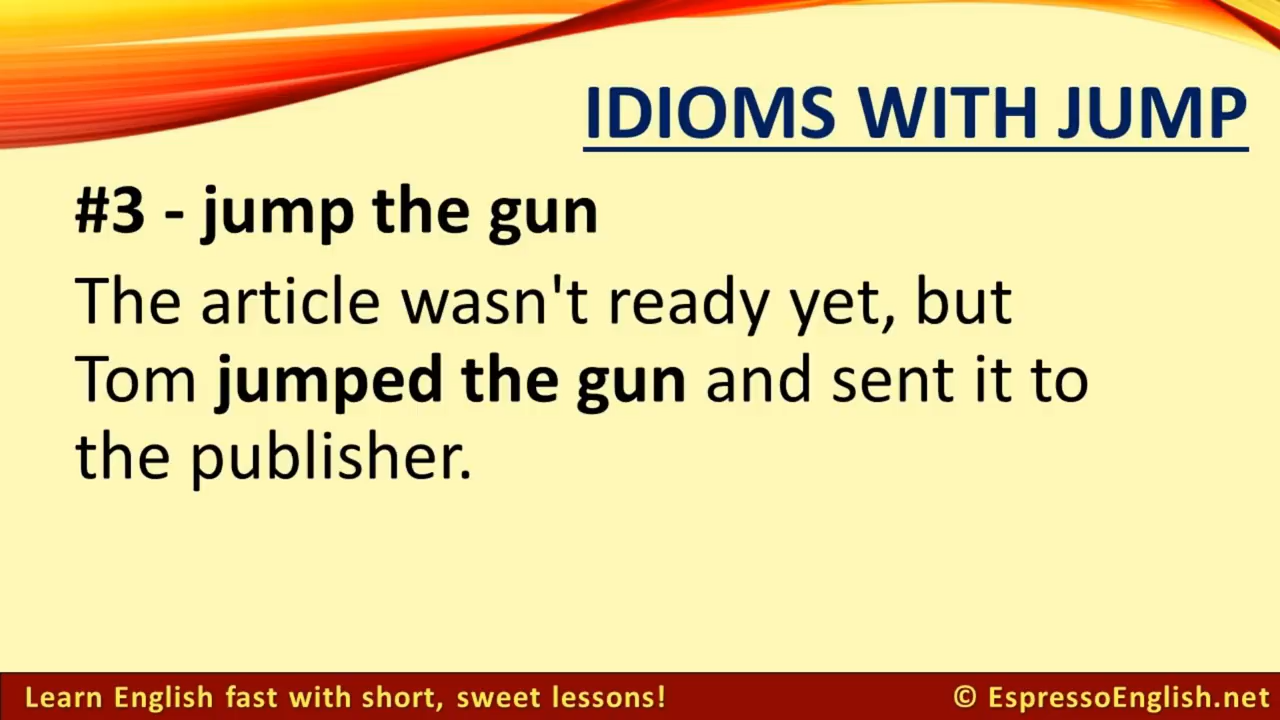 IDIOMS WITH JUMP
#3 - jump the gun
The article wasn't ready yet, but
Tom jumped the gun and sent it to
the publisher.
Learn English fast with short, sweet lessons!
© EspressoEnglish.net